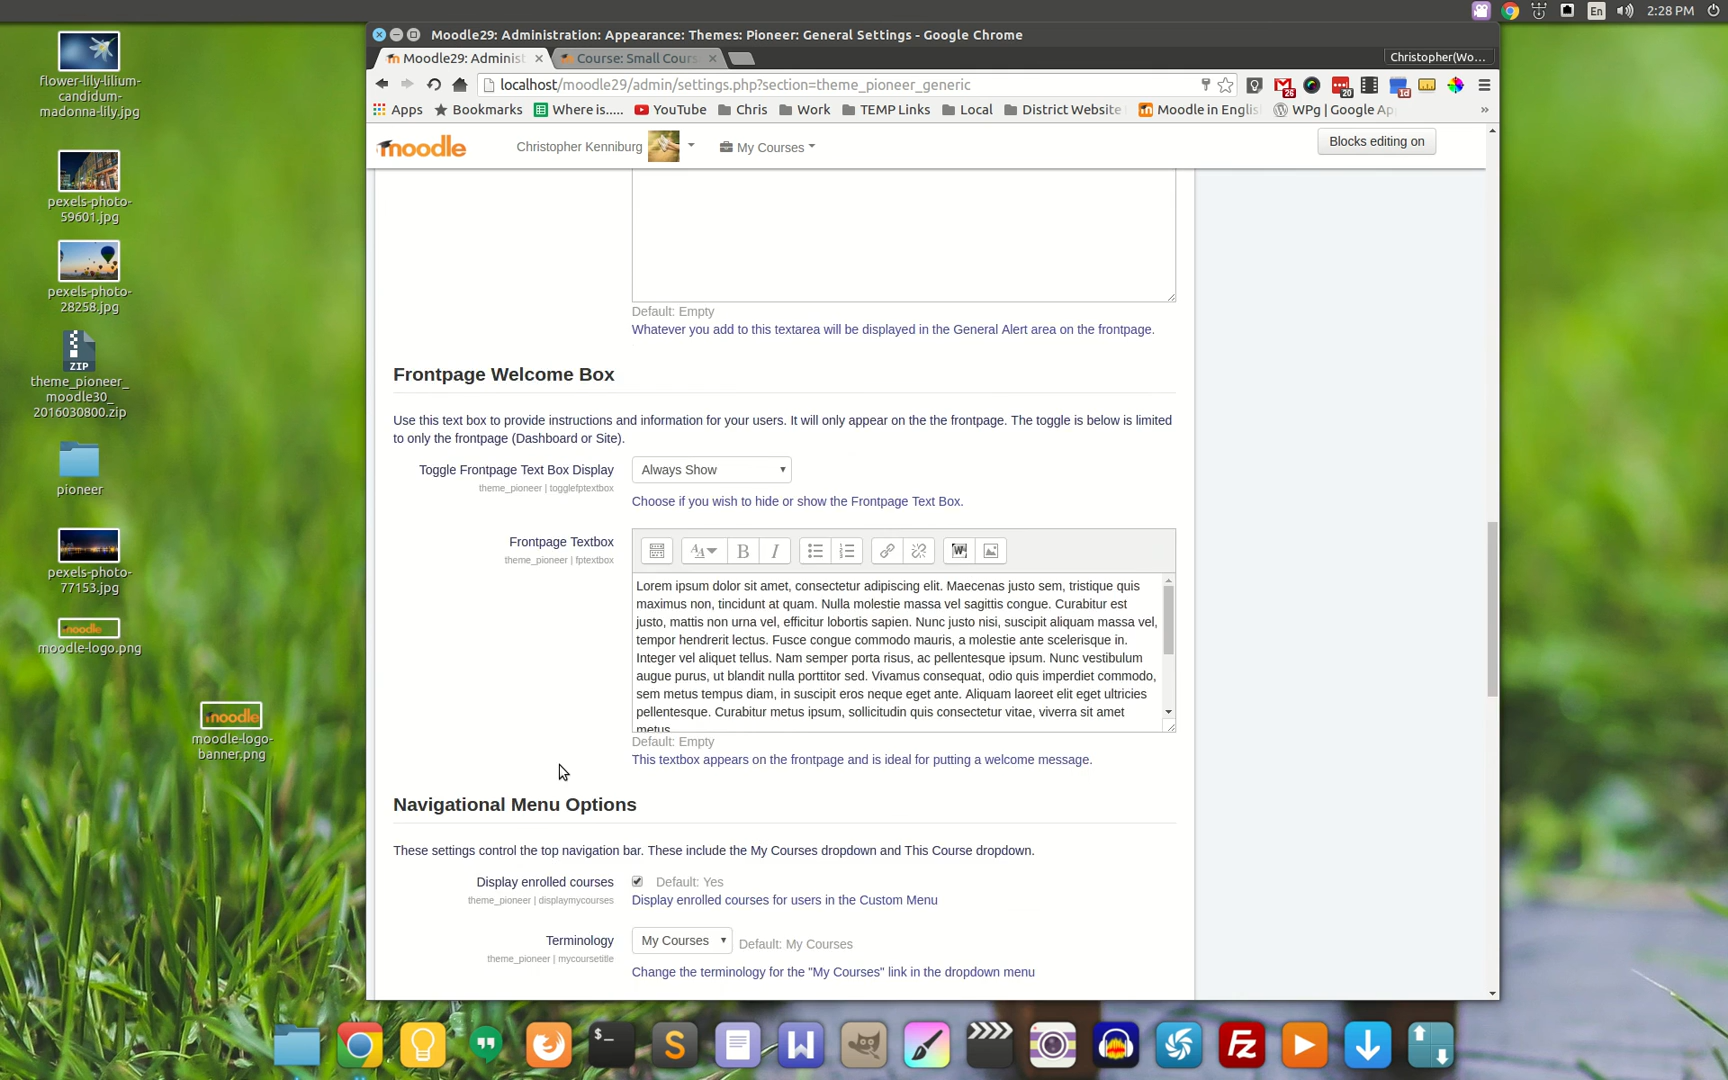 En
2:28 PM
flower-lily-lilium-
candidum-
madonna-lily.jpg
pexels-photo-
59601.jpg
pexels-photo-
28258.jpg
ZIP
theme_pioneer_
moodle30_
2016030800.zip
pioneer
pexels-photo-
77153.jpg
moodle
moodle-logo.png
moodle
moodle-logo-
banner.png
Moodle29: Administration: Appearance: Themes: Pioneer: General Settings - Google Chrome
Moodle29: Administ
Course: Small Cours
Christopher(Wo...
localhost/moodle29/admin/settings.php?section=theme_pioneer_generic
26
20
1d
Apps
Bookmarks
Where is.....
YouTube
Chris
Work
TEMP Links
Local
District Website
Moodle in Englis
WPg | Google Ap
»
moodle
Christopher Kenniburg
My Courses
Blocks editing on
Default: Empty
Whatever you add to this textarea will be displayed in the General Alert area on the frontpage.
Frontpage Welcome Box
Use this text box to provide instructions and information for your users. It will only appear on the the frontpage. The toggle is below is limited
to only the frontpage (Dashboard or Site).
Toggle Frontpage Text Box Display
Always Show
theme_pioneer | togglefptextbox
Choose if you wish to hide or show the Frontpage Text Box.
Frontpage Textbox
theme_pioneer | fptextbox
B
I
Lorem ipsum dolor sit amet, consectetur adipiscing elit. Maecenas justo sem, tristique quis
maximus non, tincidunt at quam. Nulla molestie massa vel sagittis congue. Curabitur est
justo, mattis non urna vel, efficitur lobortis sapien. Nunc justo nisi, suscipit aliquam massa vel,
tempor hendrerit lectus. Fusce congue commodo mauris, a molestie ante scelerisque in.
Integer vel aliquet tellus. Nam semper porta risus, ac pellentesque ipsum. Nunc vestibulum
augue purus, ut blandit nulla porttitor sed. Vivamus consequat, odio quis imperdiet commodo,
sem metus tempus diam, in suscipit eros neque eget ante. Aliquam laoreet elit eget ultricies
pellentesque. Curabitur metus ipsum, sollicitudin quis consectetur vitae, viverra sit amet
metus
Default: Empty
This textbox appears on the frontpage and is ideal for putting a welcome message.
Navigational Menu Options
These settings control the top navigation bar. These include the My Courses dropdown and This Course dropdown.
Display enrolled courses
Default: Yes
theme_pioneer | displaymycourses
Display enrolled courses for users in the Custom Menu
Terminology
My Courses
Default: My Courses
theme_pioneer | mycoursetitle
Change the terminology for the "My Courses" link in the dropdown menu
S
W
Fz